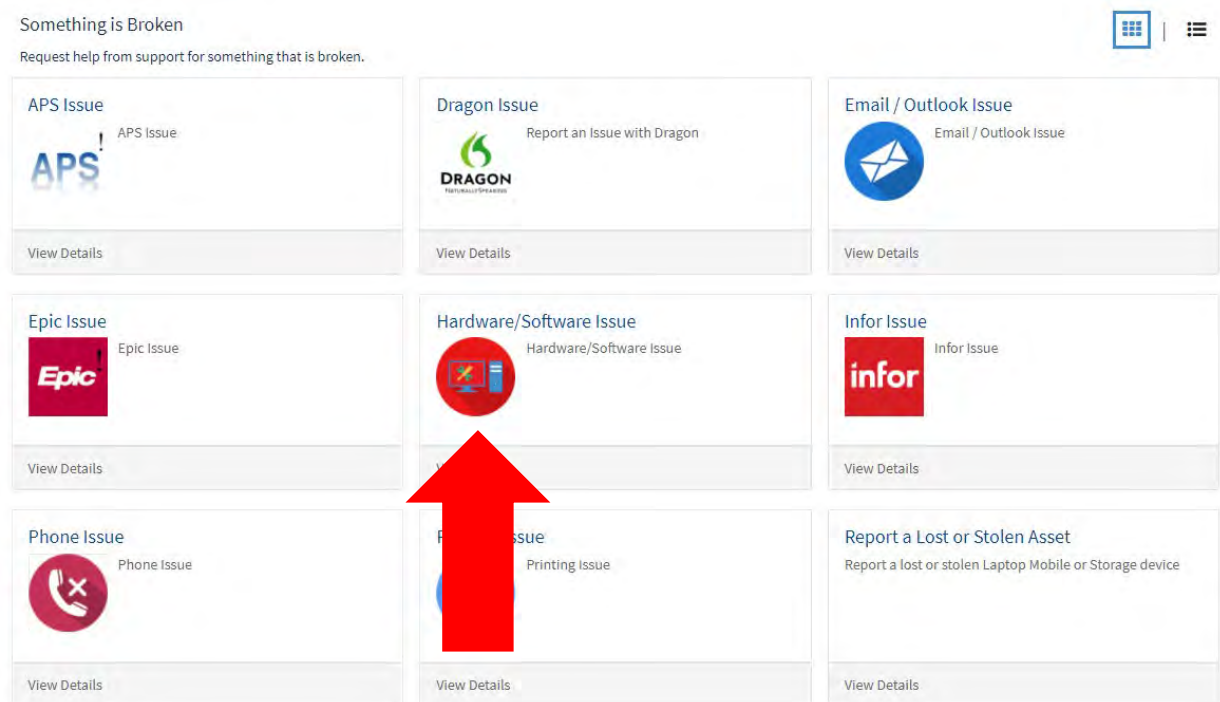 Something is Broken
Request help from support for something that is broken.
APS Issue
APS Issue
APS!
View Details
Dragon Issue
Report an Issue with Dragon
DRAGON
NATURALLYSPEAKING
View Details
Email / Outlook Issue
Email / Outlook Issue
View Details
Epic Issue
Epic Issue
Epic!
View Details
Hardware/Software Issue
Hardware/Software Issue
Infor Issue
Infor Issue
infor
View Details
Phone Issue
Phone Issue
View Details
ssue
Printing Issue
View Details
Report a Lost or Stolen Asset
Report a lost or stolen Laptop Mobile or Storage device
View Details